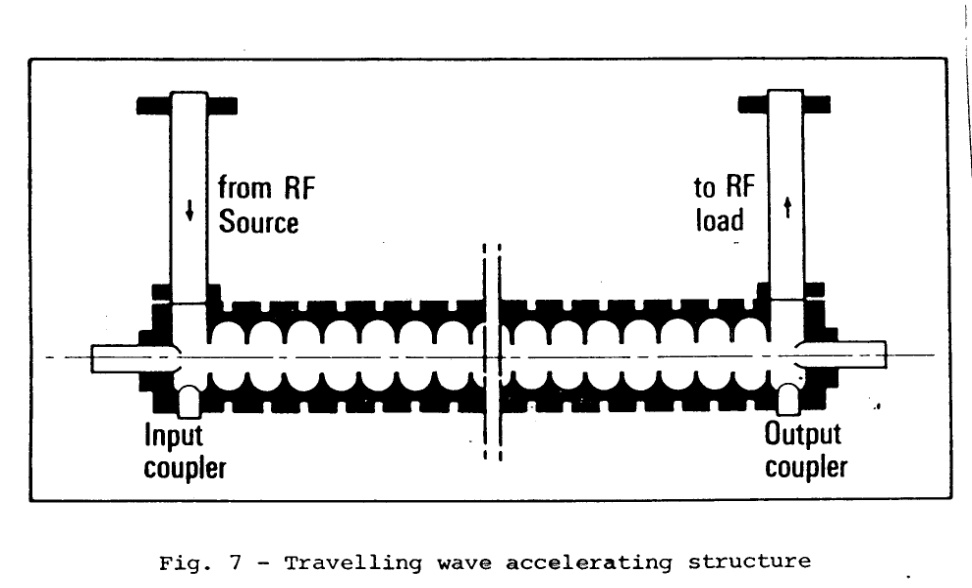 from RF
Source
to RF
load
Input
coupler
Output
coupler
Fig. 7 - Travelling wave accelerating structure